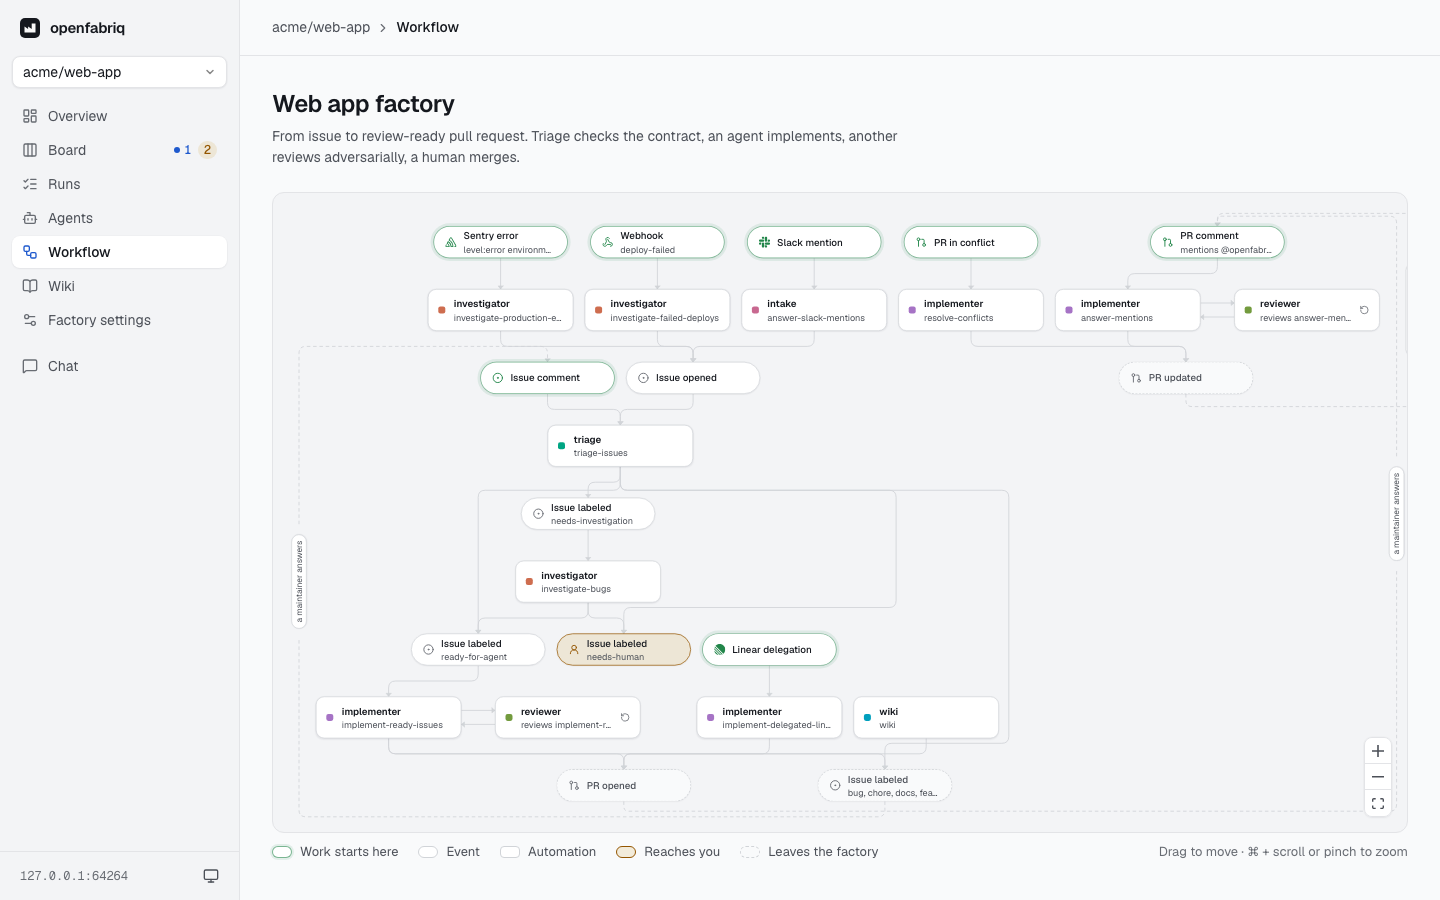 openfabriq
acme/web-app
Overview
Board
1
2
Runs
Agents
Workflow
Wiki
Factory settings
Chat
127.0.0.1:64264
acme/web-app
Workflow
Web app factory
From issue to review-ready pull request. Triage checks the contract, an agent implements, another
reviews adversarially, a human merges.
Sentry error
level:error environm…
Webhook
deploy-failed
Slack mention
PR in conflict
PR comment
mentions @openfabr…
investigator
investigate-production-e…
investigator
investigate-failed-deploys
intake
answer-slack-mentions
implementer
resolve-conflicts
implementer
answer-mentions
reviewer
reviews answer-men…
Issue comment
Issue opened
PR updated
triage
triage-issues
Issue labeled
needs-investigation
a maintainer answers
investigator
investigate-bugs
a maintainer answers
Issue labeled
ready-for-agent
Issue labeled
needs-human
Linear delegation
implementer
implement-ready-issues
reviewer
reviews implement-r…
implementer
implement-delegated-lin…
wiki
wiki
PR opened
Issue labeled
bug, chore, docs, fea…
Work starts here
Event
Automation
Reaches you
Leaves the factory
Drag to move · ⌘ + scroll or pinch to zoom